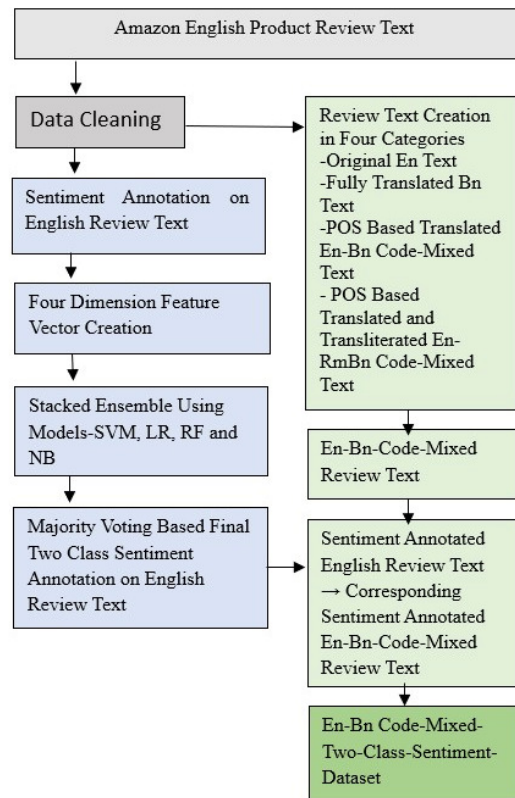 Amazon English Product Review Text
Data Cleaning
Sentiment Annotation on
English Review Text
Four Dimension Feature
Vector Creation
Stacked Ensemble Using
Models-SVM, LR, RF and
NB
Majority Voting Based Final
Two Class Sentiment
Annotation on English
Review Text
Review Text Creation
in Four Categories
-Original En Text
-Fully Translated Bn
Text
-POS Based Translated
En-Bn Code-Mixed
Text
- POS Based
Translated and
Transliterated En-
RmBn Code-Mixed
Text
En-Bn-Code-Mixed
Review Text
Sentiment Annotated
English Review Text
→ Corresponding
Sentiment Annotated
En-Bn-Code-Mixed
Review Text
En-Bn Code-Mixed-
Two-Class-Sentiment-
Dataset